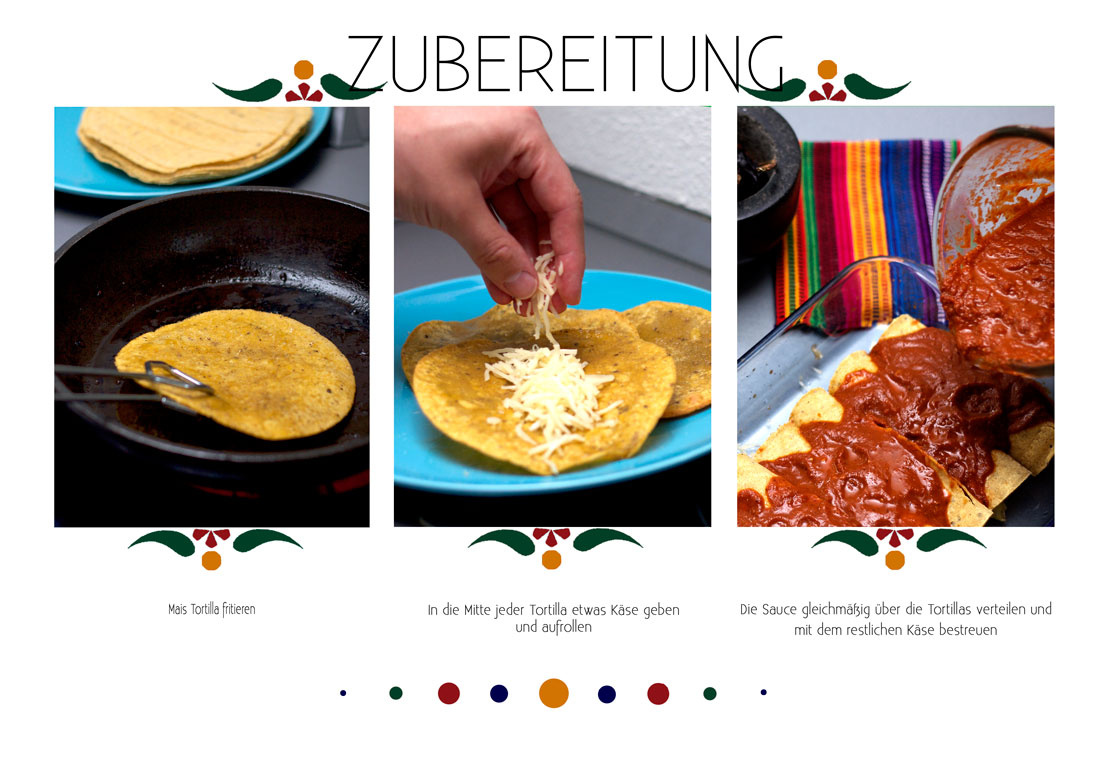 ZUBEREITUNG
Mais Tortilla fritieren
In die Mitte jeder Tortilla etwas Käse geben
und aufrollen
Die Sauce gleichmäßig über die Tortillas verteilen und
mit dem restlichen Käse bestreuen